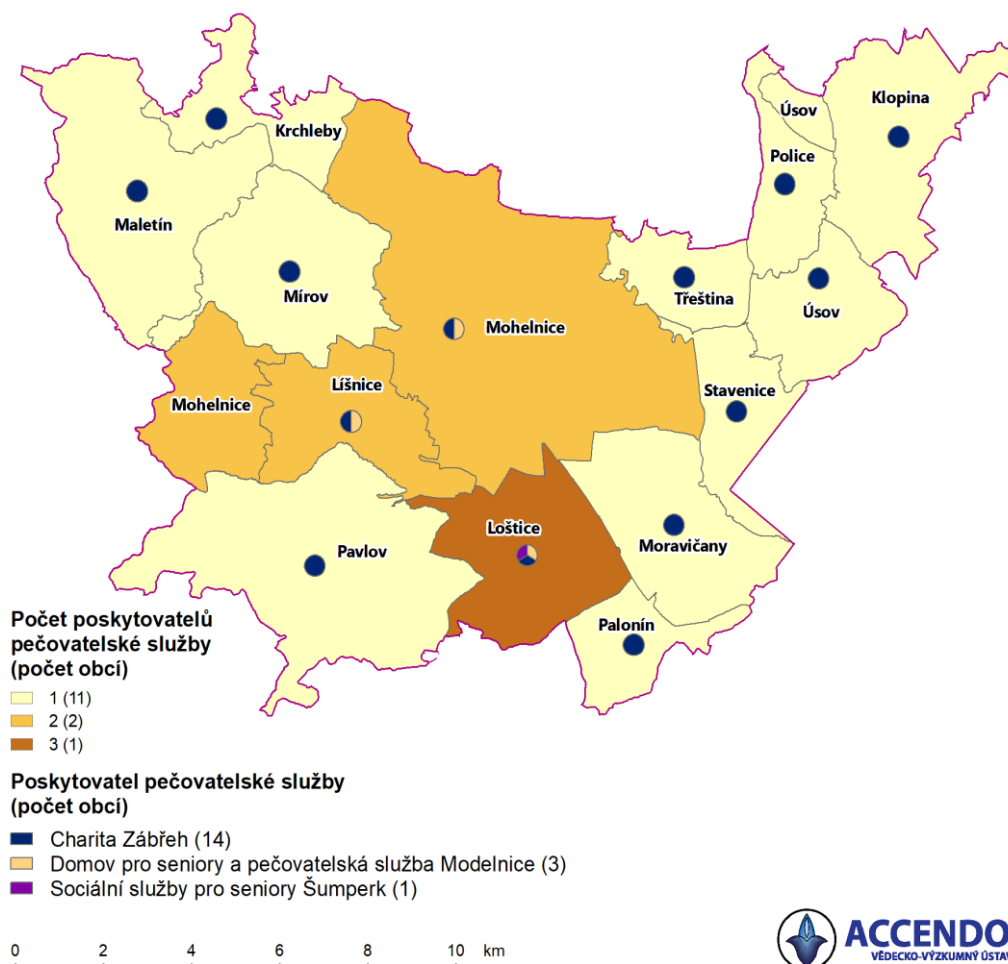 Klopina
Úsov
Krchleby
Police
Maletín
Mírov
Třeština
Úsov
Mohelnice
Líšnice
Stavenice
Mohelnice
Loštice
Moravičany
Pavlov
Palonín
Počet poskytovatelů
pečovatelské služby
(počet obcí)
1 (11)
2 (2)
3 (1)
Poskytovatel pečovatelské služby
(počet obcí)
Charita Zábřeh (14)
Domov pro seniory a pečovatelská služba Modelnice (3)
Sociální služby pro seniory Šumperk (1)
0 2 4 6 8 10 km
ACCENDO
VĚDECKO-VÝZKUMNÝ ÚSTAV